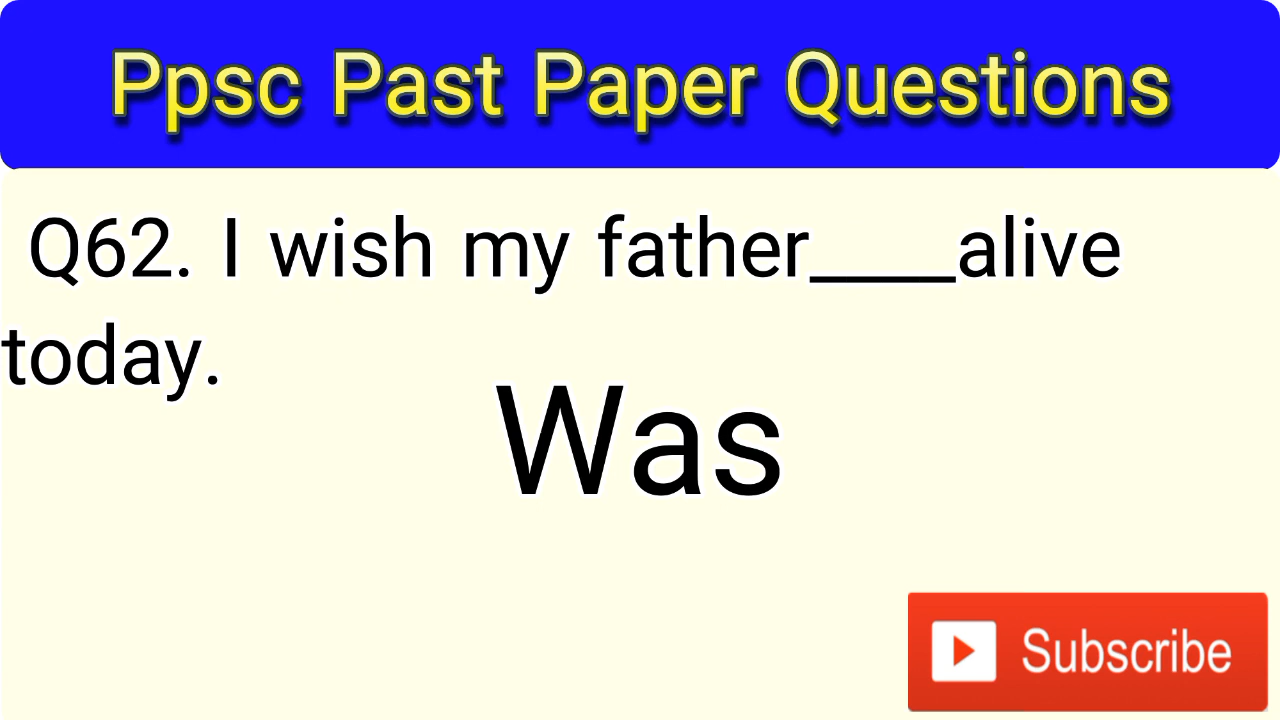 Ppsc Past Paper Questions
Q62. I wish my father____alive
today.
Was
Subscribe